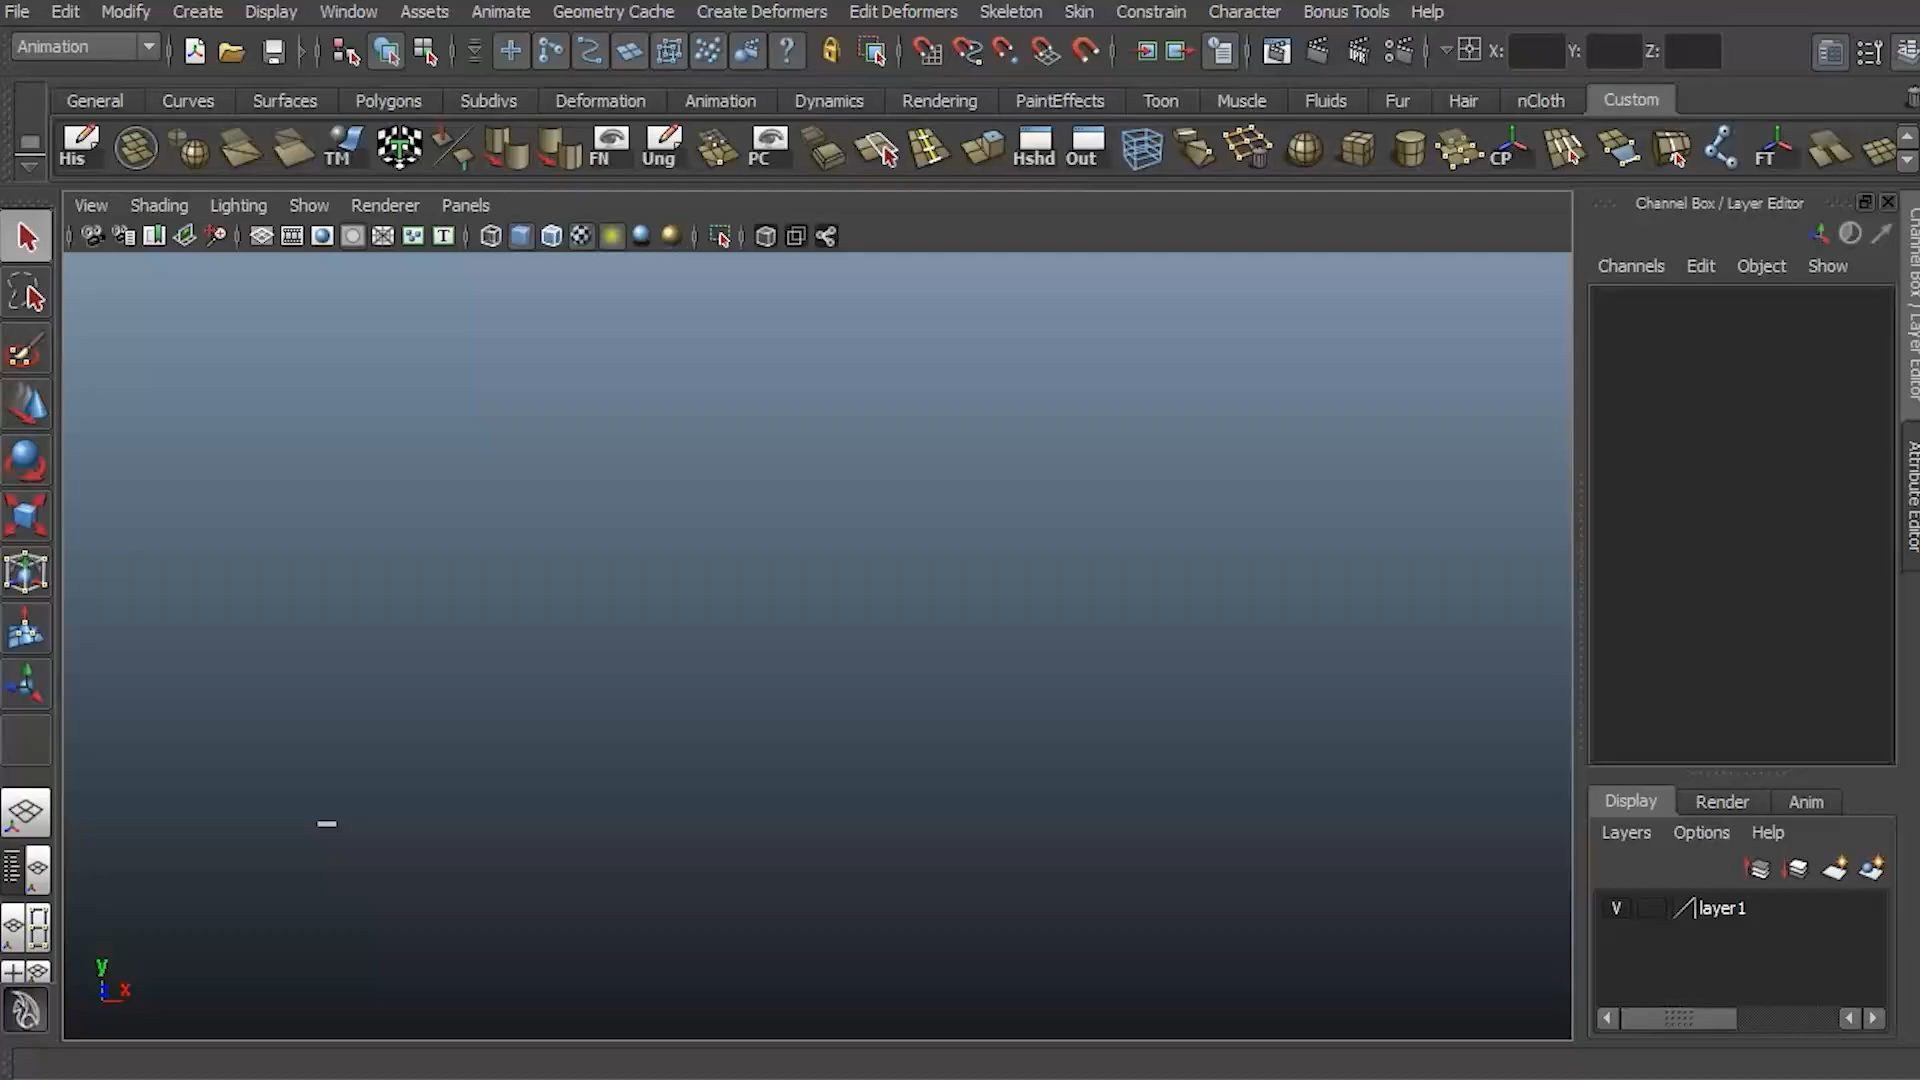 File Edit Modify Create Display Window Assets Animate Geometry Cache Create Deformers Edit Deformers Skeleton Skin Constrain Character Bonus Tools Help
Animation X: Y: Z:
General Curves Surfaces Polygons Subdivs Deformation Animation Dynamics Rendering PaintEffects Toon Muscle Fluids Fur Hair nCloth Custom
His TM FN Ung PC Hshd Out CP FT
View Shading Lighting Show Renderer Panels
Channel Box / Layer Editor
Channels Edit Object Show
Channel Box / Layer Editor
Attribute Editor
Display Render Anim
Layers Options Help
V layer1
y
x